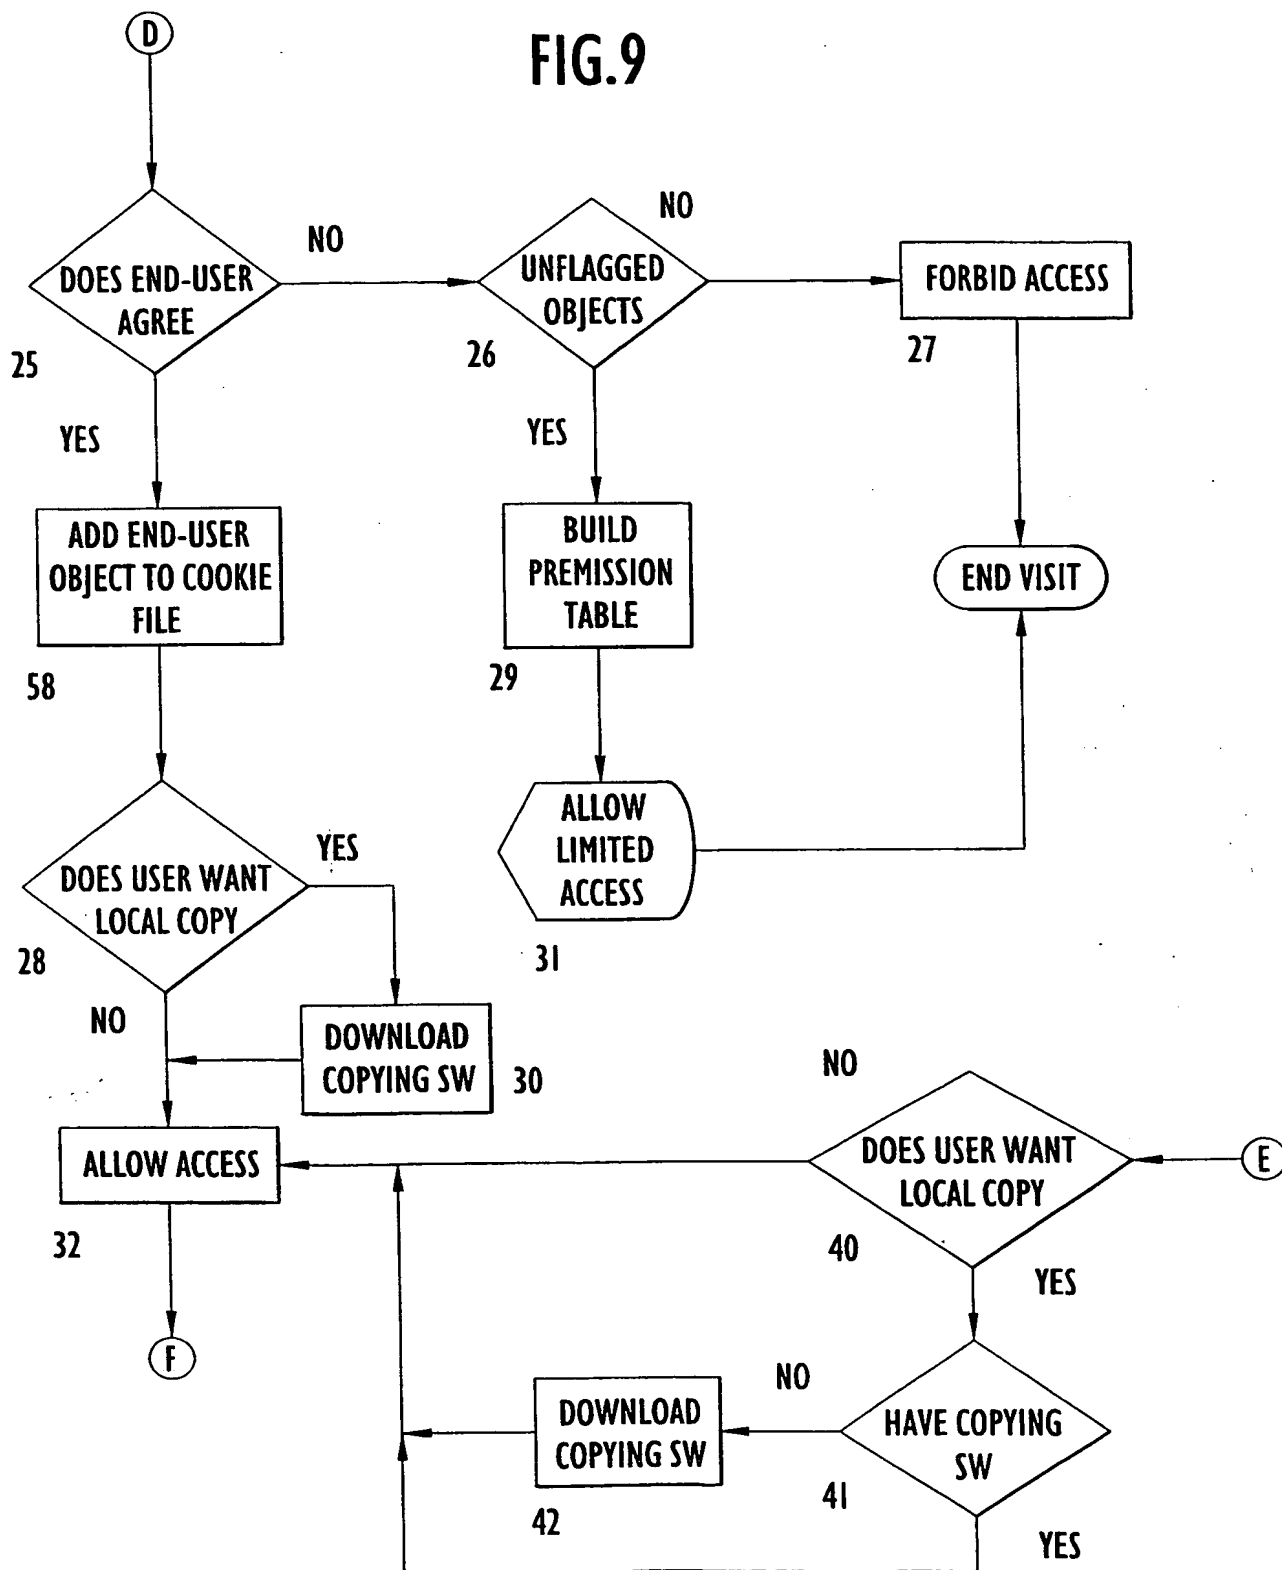 D
FIG.9
DOES END-USER
AGREE
25
NO
UNFLAGGED
OBJECTS
26
NO
FORBID ACCESS
27
YES
YES
ADD END-USER
OBJECT TO COOKIE
FILE
58
BUILD
PREMISSION
TABLE
29
END VISIT
DOES USER WANT
LOCAL COPY
28
YES
ALLOW
LIMITED
ACCESS
31
NO
DOWNLOAD
COPYING SW
30
ALLOW ACCESS
32
NO
DOES USER WANT
LOCAL COPY
40
E
YES
F
DOWNLOAD
COPYING SW
42
NO
HAVE COPYING
SW
41
YES